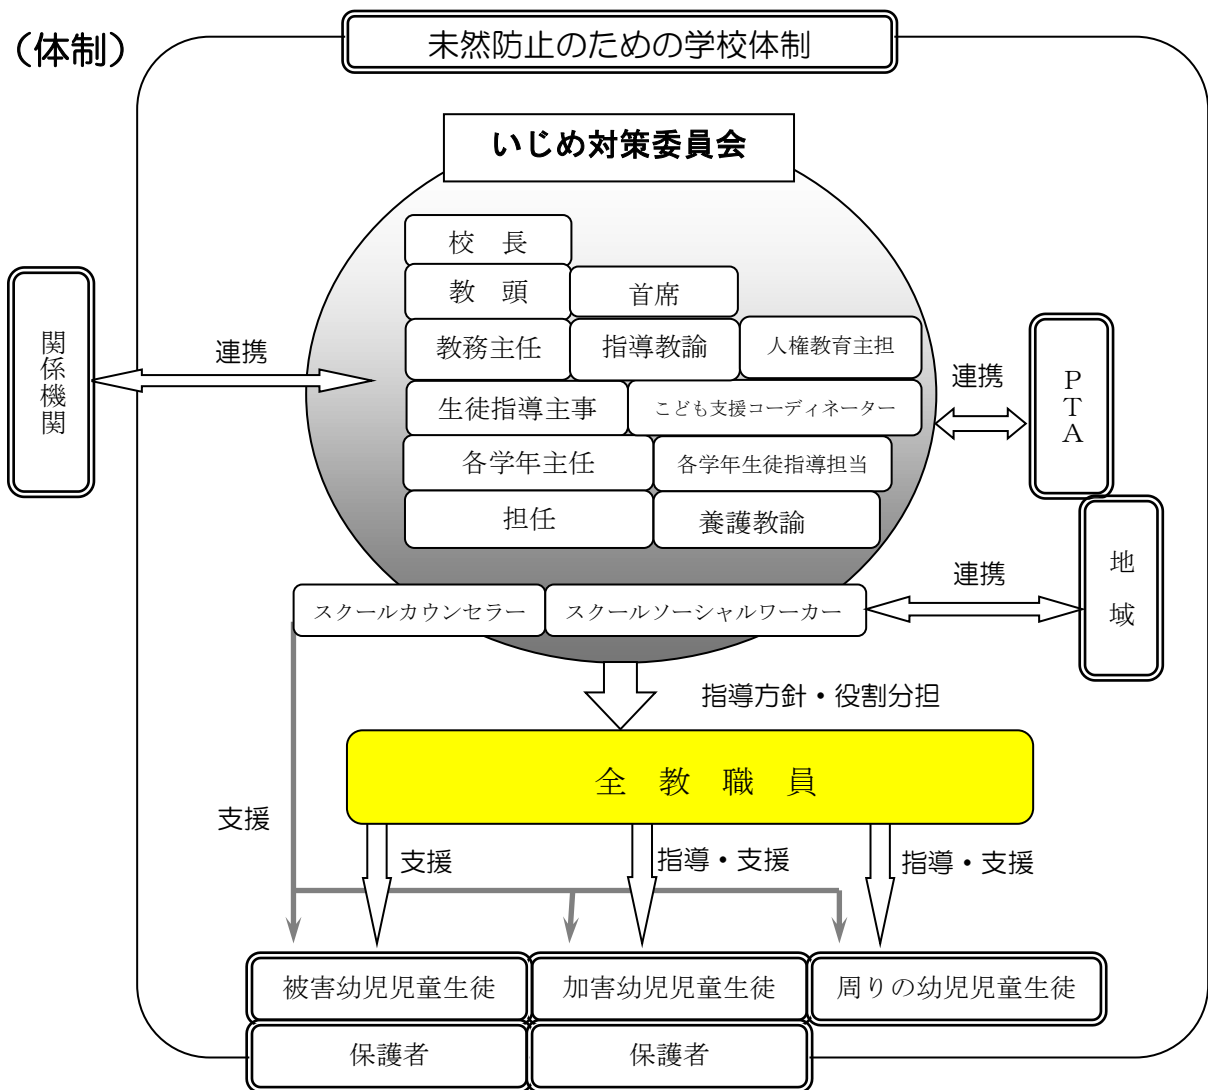 （体制）
未然防止のための学校体制
いじめ対策委員会
校　長
教　頭
首席
教務主任
指導教諭
人権教育主担
生徒指導主事
こども支援コーディネーター
各学年主任
各学年生徒指導担当
担任
養護教諭
スクールカウンセラー
スクールソーシャルワーカー
関係機関
連携
連携
PTA
連携
地域
指導方針・役割分担
全　教　職　員
支援
支援
指導・支援
指導・支援
被害幼児児童生徒
加害幼児児童生徒
周りの幼児児童生徒
保護者
保護者